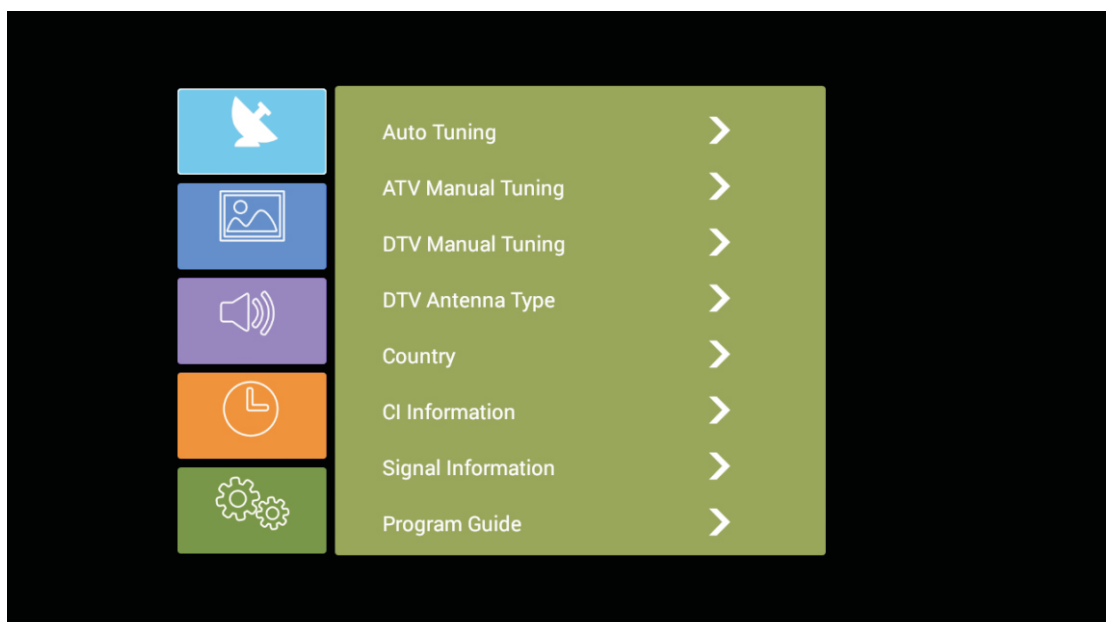 Auto Tuning
ATV Manual Tuning
DTV Manual Tuning
DTV Antenna Type
Country
CI Information
Signal Information
Program Guide